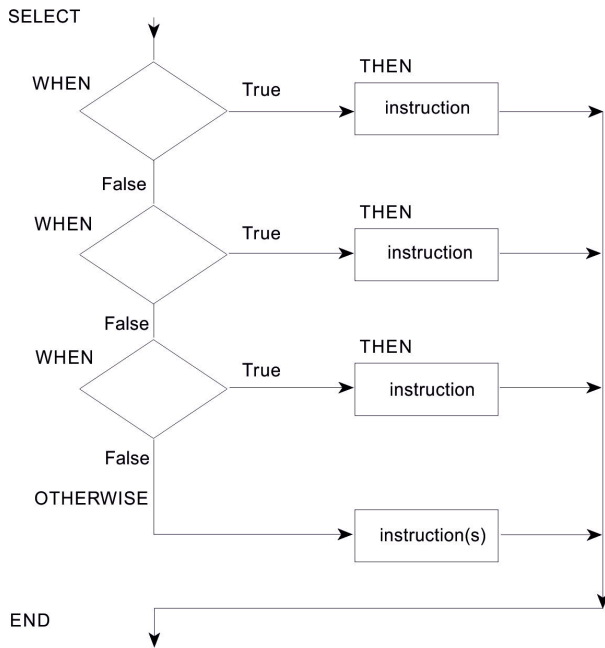 SELECT
WHEN
True
THEN
instruction
False
WHEN
True
THEN
instruction
False
WHEN
True
THEN
instruction
False
OTHERWISE
instruction(s)
END